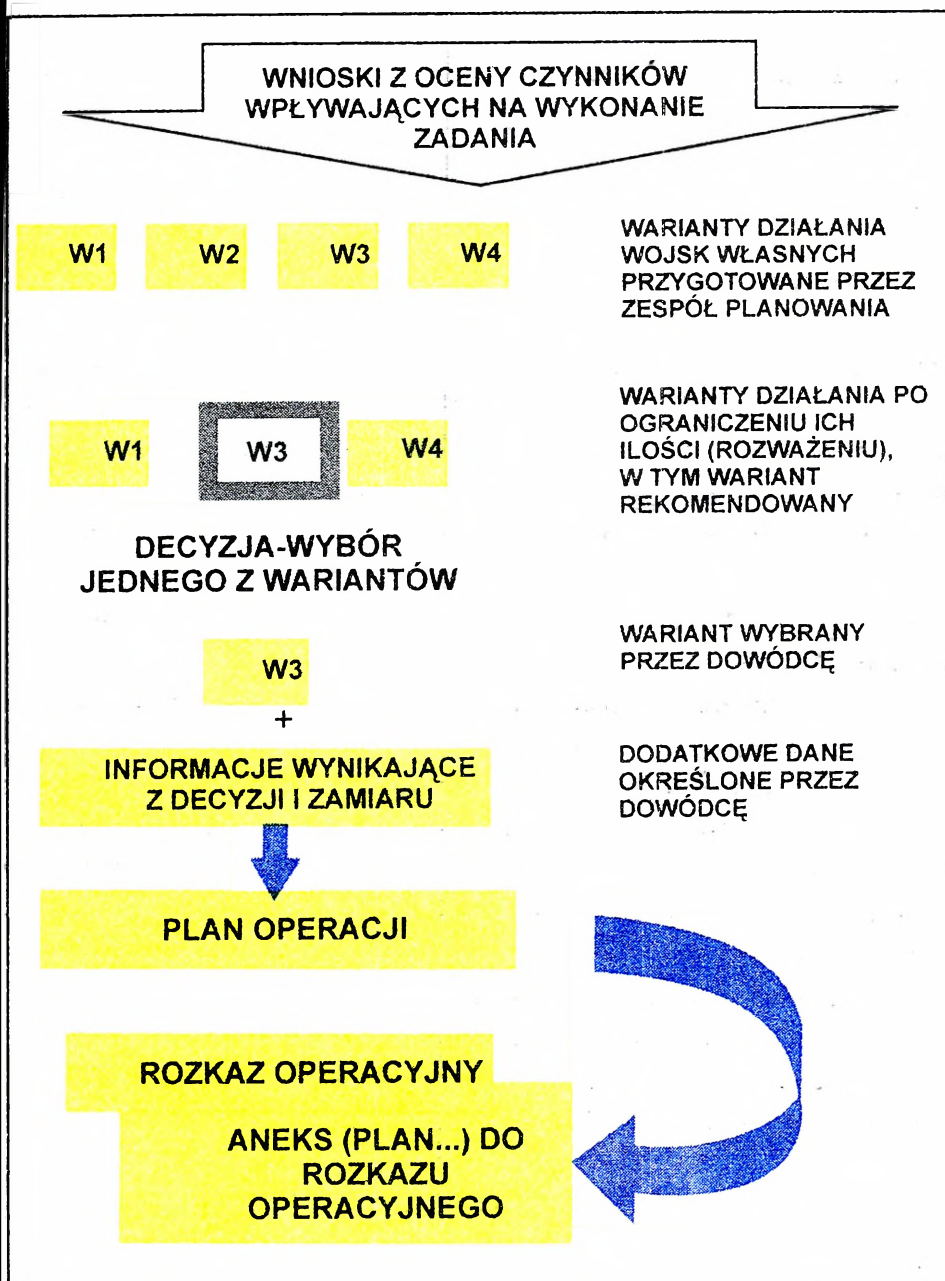 WNIOSKI Z OCENY CZYNNIKÓW
WPŁYWAJĄCYCH NA WYKONANIE
ZADANIA
W1 W2 W3 W4
WARIANTY DZIAŁANIA
WOJSK WŁASNYCH
PRZYGOTOWANE PRZEZ
ZESPÓŁ PLANOWANIA
W1 W3 W4
WARIANTY DZIAŁANIA PO
OGRANICZENIU ICH
ILOŚCI (ROZWAŻENIU),
W TYM WARIANT
REKOMENDOWANY
DECYZJA-WYBÓR
JEDNEGO Z WARIANTÓW
W3
WARIANT WYBRANY
PRZEZ DOWÓDCĘ
+
INFORMACJE WYNIKAJĄCE
Z DECYZJI I ZAMIARU
DODATKOWE DANE
OKREŚLONE PRZEZ
DOWÓDCĘ
PLAN OPERACJI
ROZKAZ OPERACYJNY
ANEKS (PLAN...) DO
ROZKAZU
OPERACYJNEGO